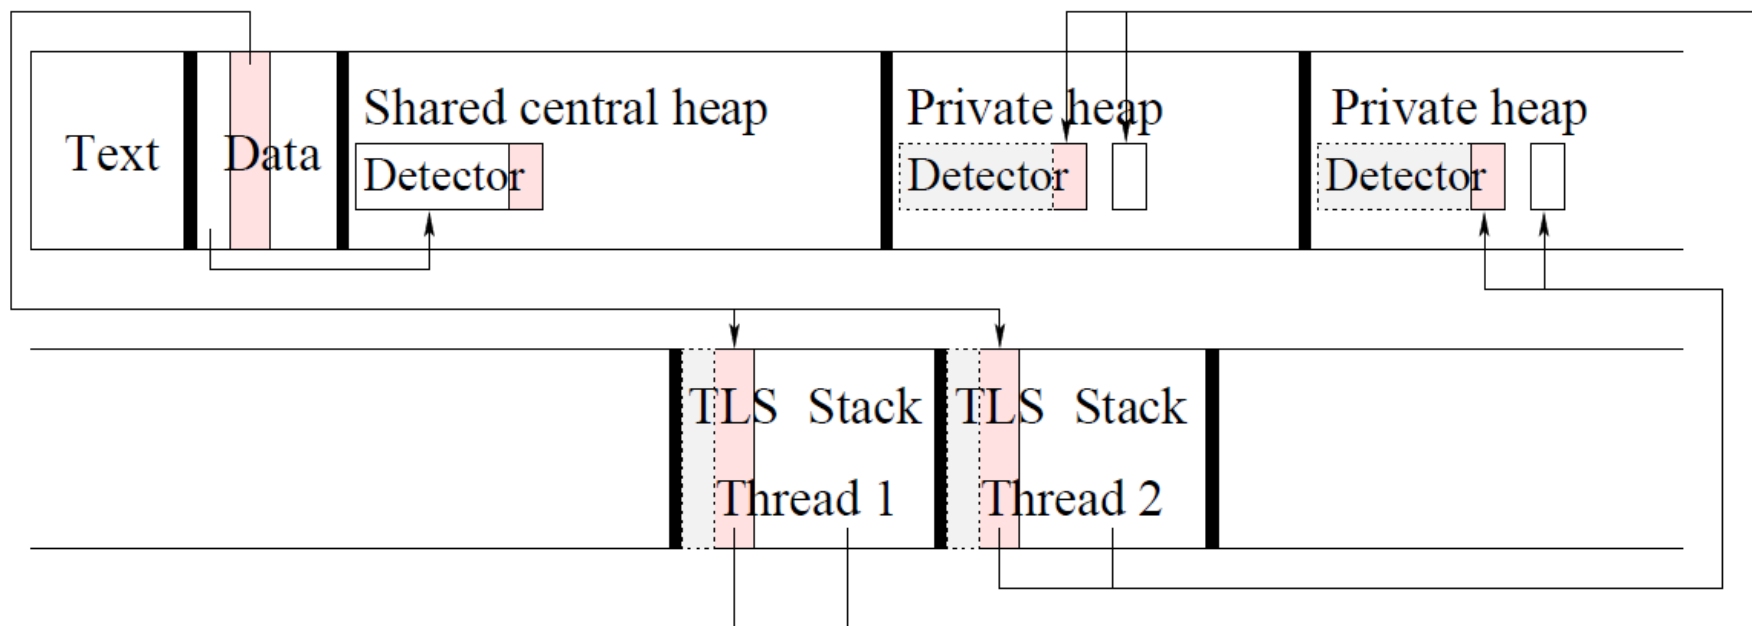 Text
Data
Shared central heap
Detector
Private heap
Detector
Private heap
Detector
TLS Stack
Thread 1
TLS Stack
Thread 2